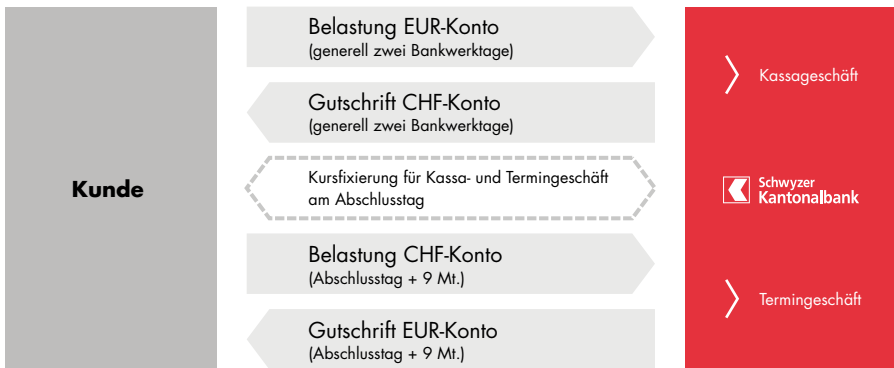 Kunde
Belastung EUR-Konto
(generell zwei Bankwerktage)
Gutschrift CHF-Konto
(generell zwei Bankwerktage)
Kursfixierung für Kassa- und Termingeschäft
am Abschlusstag
Belastung CHF-Konto
(Abschlusstag + 9 Mt.)
Gutschrift EUR-Konto
(Abschlusstag + 9 Mt.)
Kassageschäft
Schwyzer
Kantonalbank
Termingeschäft